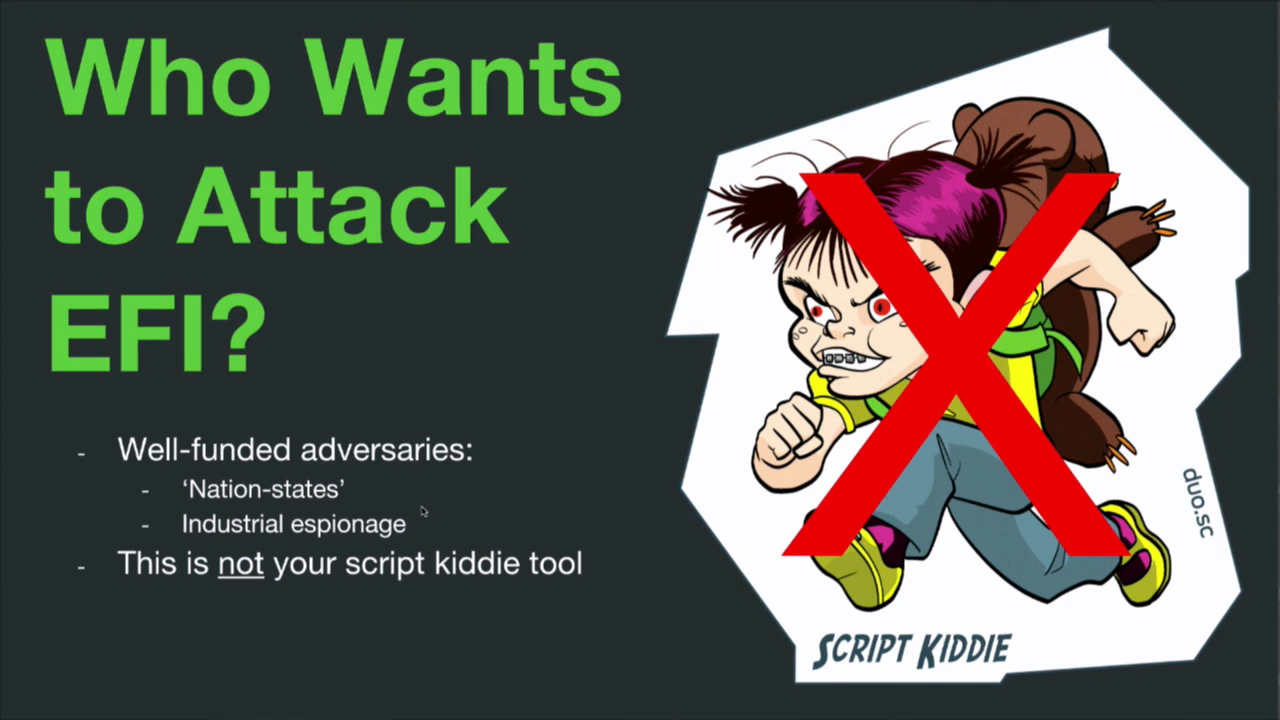 Who Wants
to Attack
EFI?
- Well-funded adversaries:
- ‘Nation-states’
- Industrial espionage
- This is not your script kiddie tool
duo.sc
SCRIPT KIDDIE